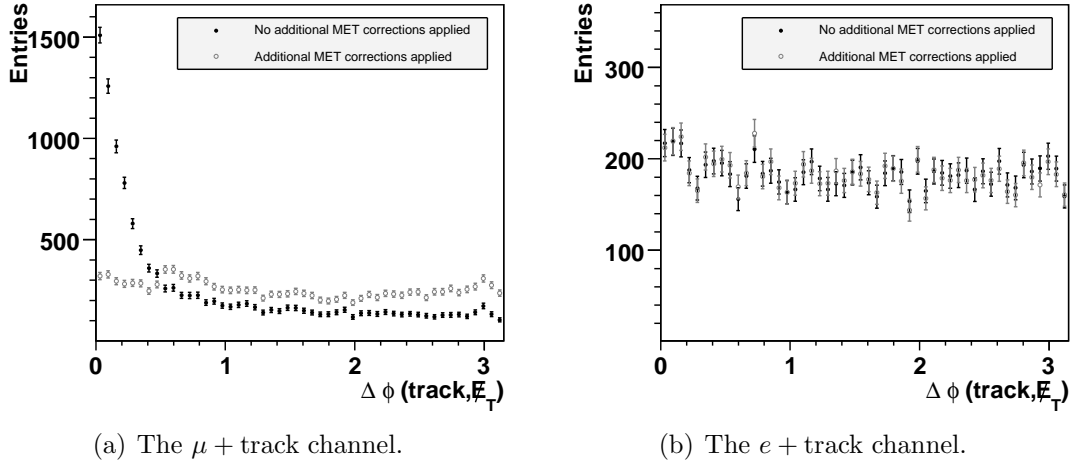 Entries
1500
1000
500
0
1
2
3
No additional MET corrections applied
Additional MET corrections applied
Δ ϕ (track,E̸_T)
(a) The μ + track channel.
Entries
300
200
100
0
1
2
3
No additional MET corrections applied
Additional MET corrections applied
Δ ϕ (track,E̸_T)
(b) The e + track channel.